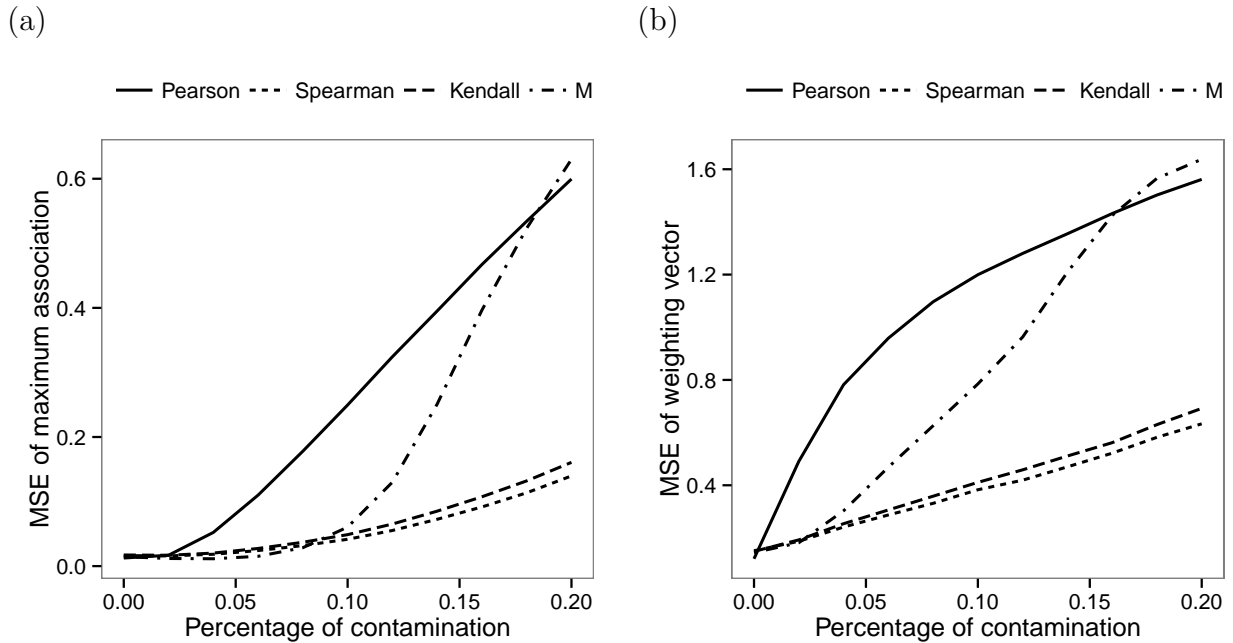 (a)
Pearson Spearman Kendall M
MSE of maximum association
0.6
0.4
0.2
0.0
0.00 0.05 0.10 0.15 0.20
Percentage of contamination
(b)
Pearson Spearman Kendall M
MSE of weighting vector
1.6
1.2
0.8
0.4
0.00 0.05 0.10 0.15 0.20
Percentage of contamination